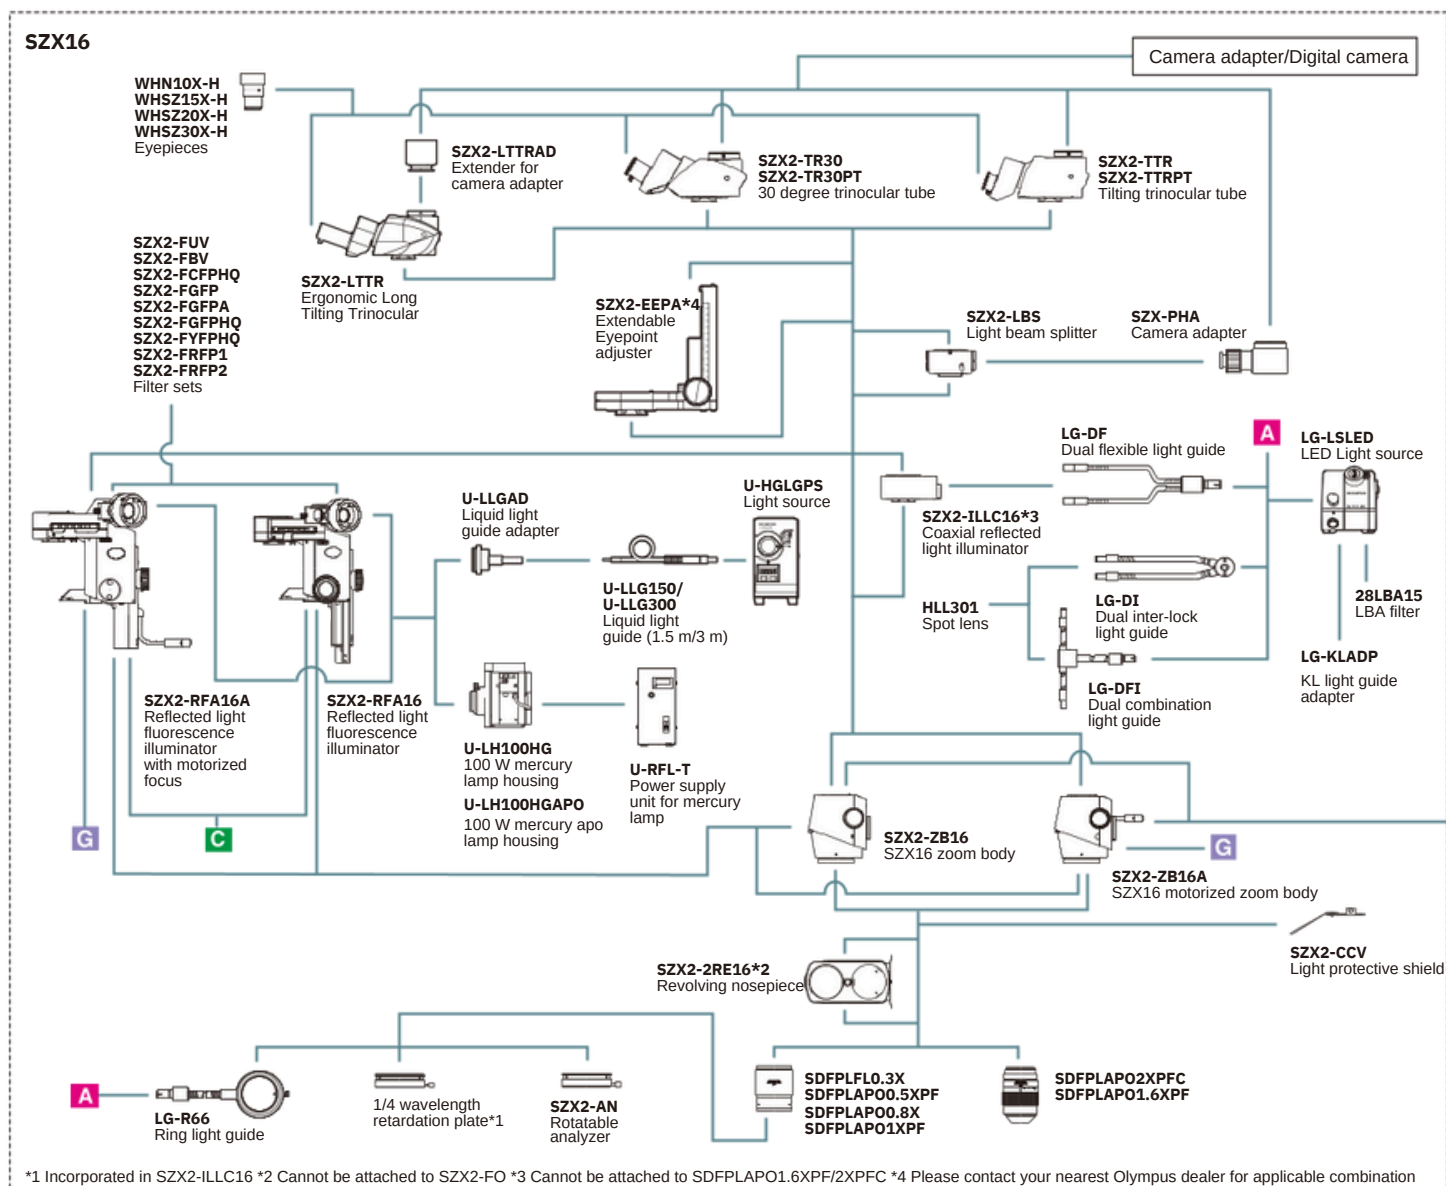 SZX16
Camera adapter/Digital camera
WHN10X-H
WHSZ15X-H
WHSZ20X-H
WHSZ30X-H
Eyepieces
SZX2-LTTRAD
Extender for
camera adapter
SZX2-TR30
SZX2-TR30PT
30 degree trinocular tube
SZX2-TTR
SZX2-TTRPT
Tilting trinocular tube
SZX2-FUV
SZX2-FBV
SZX2-FCFPHQ
SZX2-FGFP
SZX2-FGFPA
SZX2-FGFPHQ
SZX2-FYFPHQ
SZX2-FRFP1
SZX2-FRFP2
Filter sets
SZX2-LTTR
Ergonomic Long
Tilting Trinocular
SZX2-EEPA*4
Extendable
Eyepoint
adjuster
SZX2-LBS
Light beam splitter
SZX-PHA
Camera adapter
LG-DF
Dual flexible light guide
A
LG-LSLED
LED Light source
U-LLGAD
Liquid light
guide adapter
U-HGLGPS
Light source
SZX2-ILLC16*3
Coaxial reflected
light illuminator
U-LLG150/
U-LLG300
Liquid light
guide (1.5 m/3 m)
HLL301
Spot lens
LG-DI
Dual inter-lock
light guide
28LBA15
LBA filter
LG-KLADP
KL light guide
adapter
LG-DFI
Dual combination
light guide
SZX2-RFA16A
Reflected light
fluorescence
illuminator
with motorized
focus
SZX2-RFA16
Reflected light
fluorescence
illuminator
U-LH100HG
100 W mercury
lamp housing
U-LH100HGAPO
100 W mercury apo
lamp housing
U-RFL-T
Power supply
unit for mercury
lamp
G
C
SZX2-ZB16
SZX16 zoom body
G
SZX2-ZB16A
SZX16 motorized zoom body
SZX2-CCV
Light protective shield
SZX2-2RE16*2
Revolving nosepiece
A
LG-R66
Ring light guide
1/4 wavelength
retardation plate*1
SZX2-AN
Rotatable
analyzer
SDFPLFL0.3X
SDFPLAPO0.5XPF
SDFPLAPO0.8X
SDFPLAPO1XPF
SDFPLAPO2XPFC
SDFPLAPO1.6XPF
*1 Incorporated in SZX2-ILLC16 *2 Cannot be attached to SZX2-FO *3 Cannot be attached to SDFPLAPO1.6XPF/2XPFC *4 Please contact your nearest Olympus dealer for applicable combination